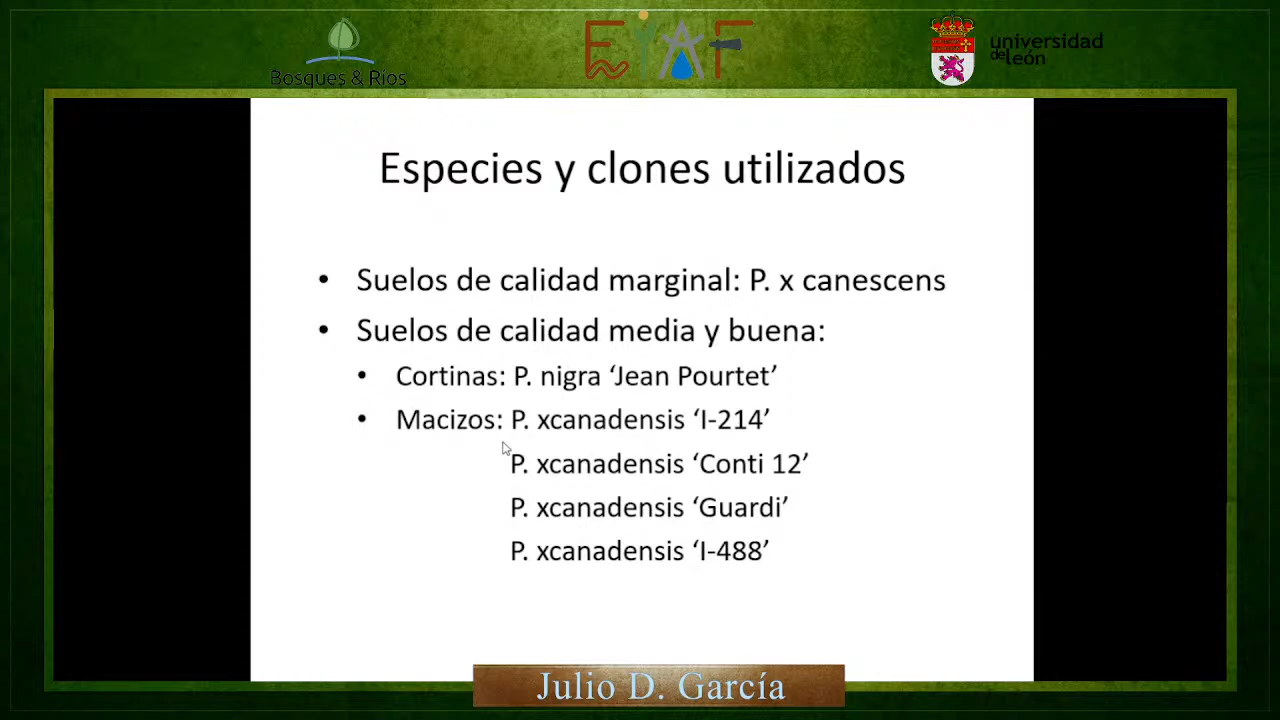 Bosques & Ríos
EIAF
universidad
de león
Especies y clones utilizados
• Suelos de calidad marginal: P. x canescens
• Suelos de calidad media y buena:
• Cortinas: P. nigra ‘Jean Pourtet’
• Macizos: P. xcanadensis ‘I-214’
P. xcanadensis ‘Conti 12’
P. xcanadensis ‘Guardi’
P. xcanadensis ‘I-488’
Julio D. García